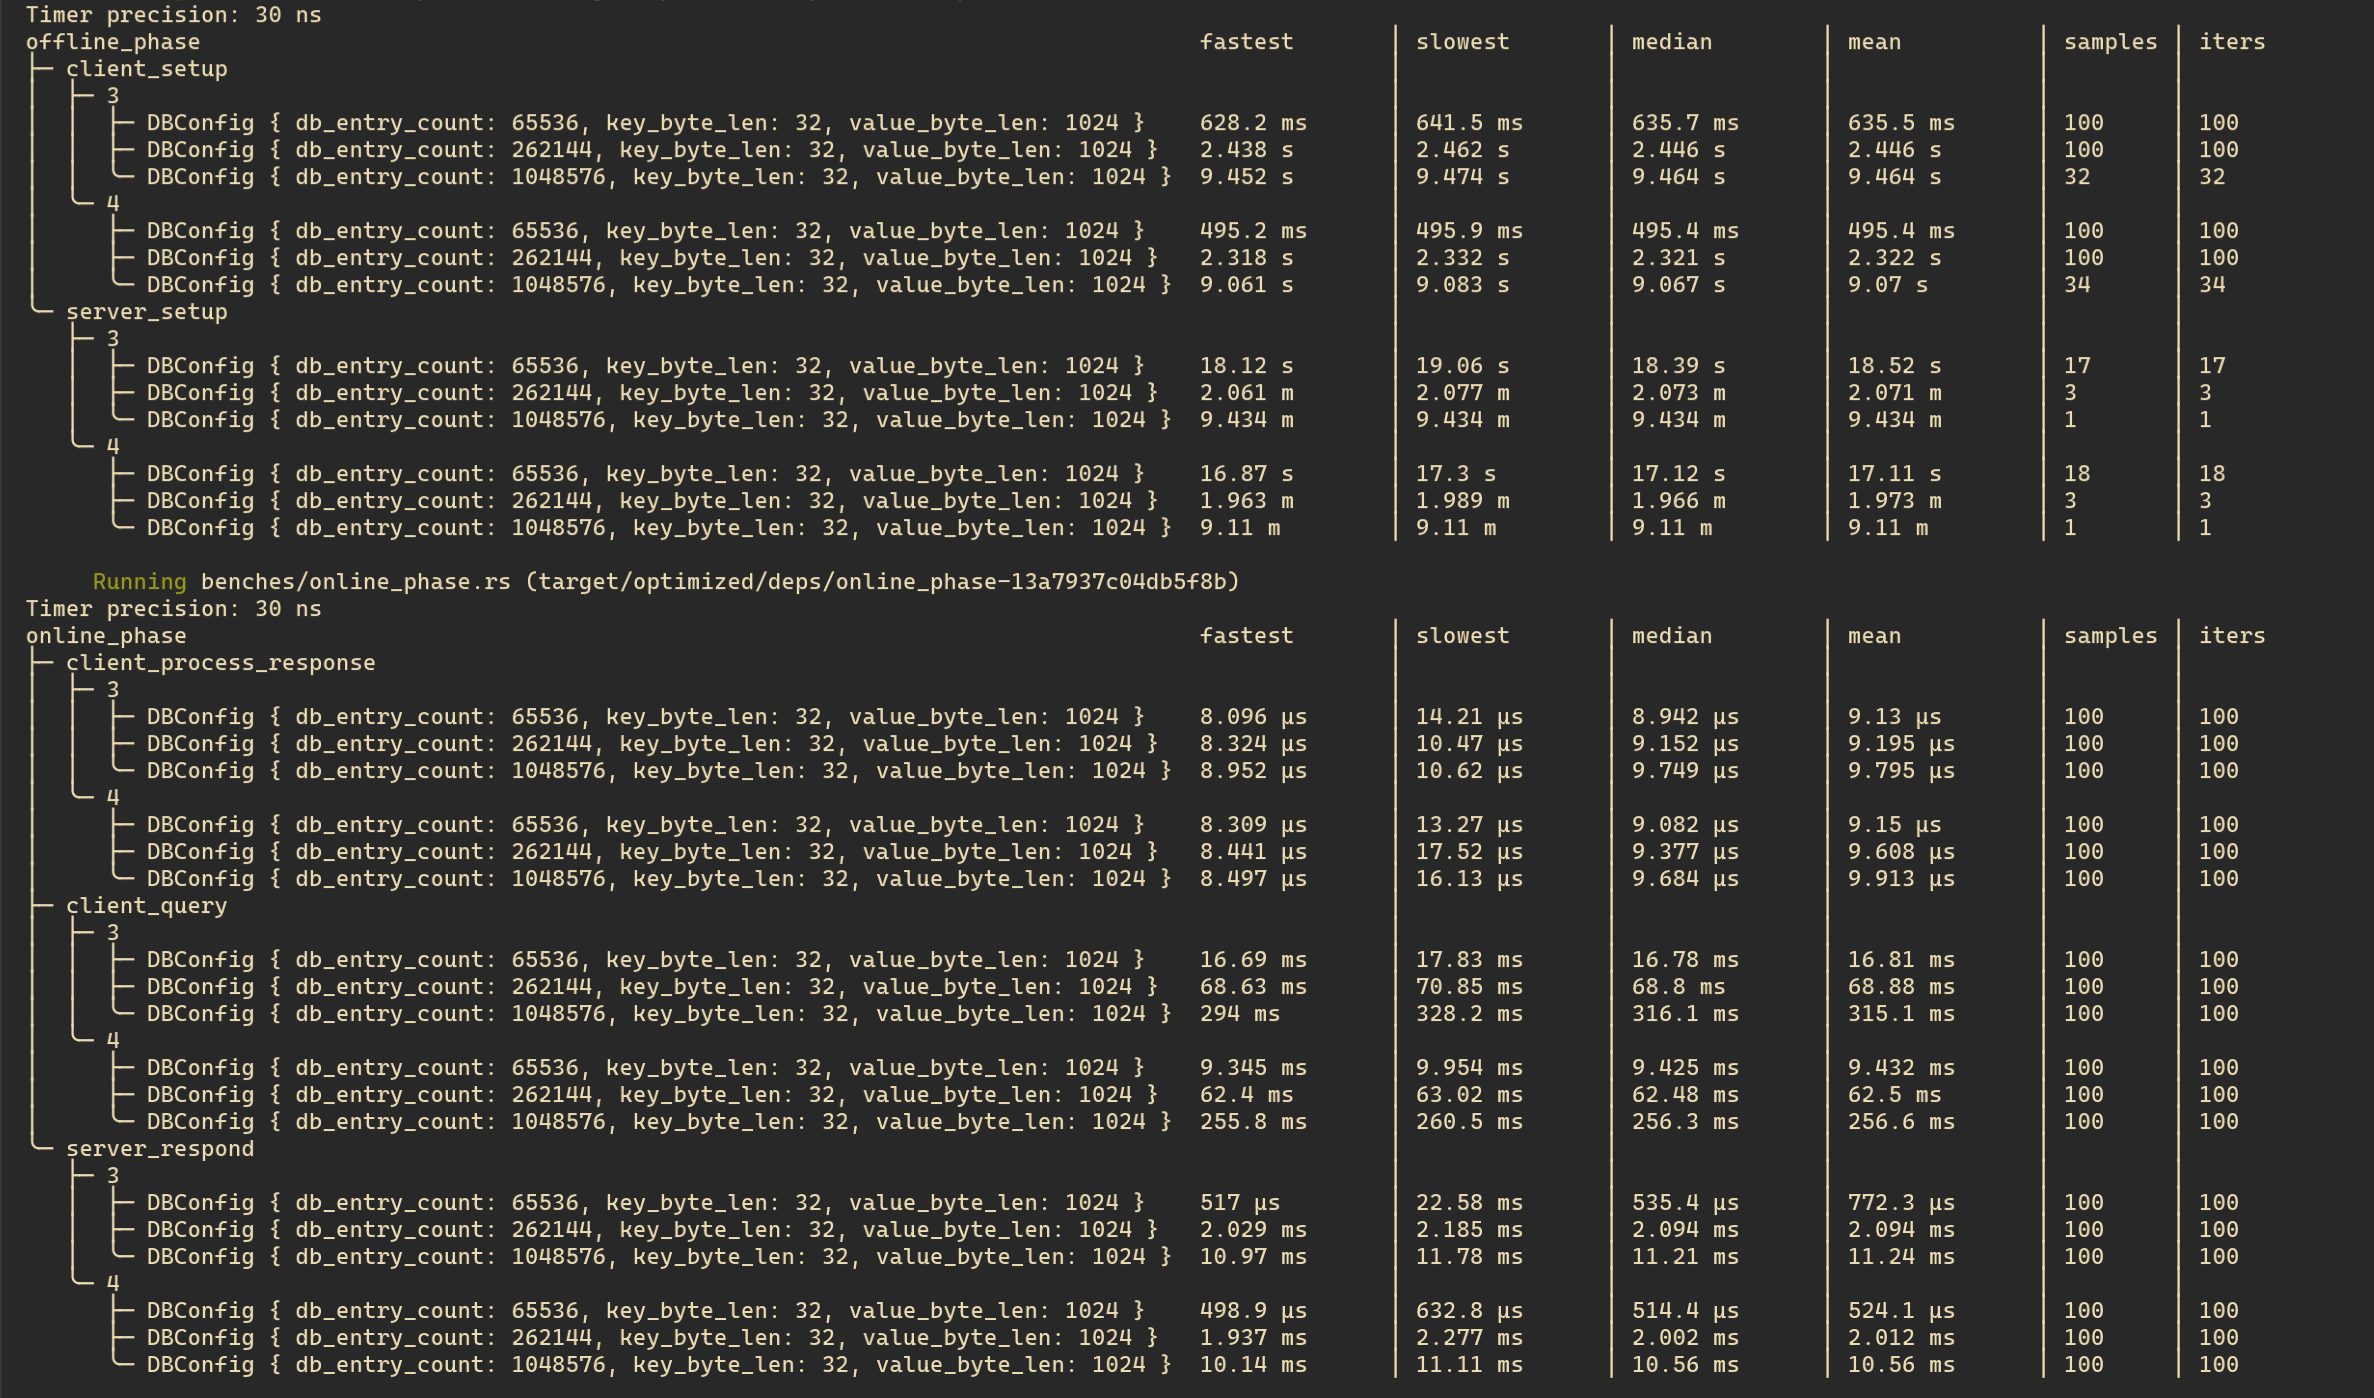 Timer precision: 30 ns
offline_phase fastest │ slowest │ median │ mean │ samples │ iters
├─ client_setup │ │ │ │ │
│ ├─ 3 │ │ │ │ │
│ │ ├─ DBConfig { db_entry_count: 65536, key_byte_len: 32, value_byte_len: 1024 } 628.2 ms │ 641.5 ms │ 635.7 ms │ 635.5 ms │ 100 │ 100
│ │ ├─ DBConfig { db_entry_count: 262144, key_byte_len: 32, value_byte_len: 1024 } 2.438 s │ 2.462 s │ 2.446 s │ 2.446 s │ 100 │ 100
│ │ ╰─ DBConfig { db_entry_count: 1048576, key_byte_len: 32, value_byte_len: 1024 } 9.452 s │ 9.474 s │ 9.464 s │ 9.464 s │ 32 │ 32
│ ╰─ 4 │ │ │ │ │
│ ├─ DBConfig { db_entry_count: 65536, key_byte_len: 32, value_byte_len: 1024 } 495.2 ms │ 495.9 ms │ 495.4 ms │ 495.4 ms │ 100 │ 100
│ ├─ DBConfig { db_entry_count: 262144, key_byte_len: 32, value_byte_len: 1024 } 2.318 s │ 2.332 s │ 2.321 s │ 2.322 s │ 100 │ 100
│ ╰─ DBConfig { db_entry_count: 1048576, key_byte_len: 32, value_byte_len: 1024 } 9.061 s │ 9.083 s │ 9.067 s │ 9.07 s │ 34 │ 34
╰─ server_setup │ │ │ │ │
├─ 3 │ │ │ │ │
│ ├─ DBConfig { db_entry_count: 65536, key_byte_len: 32, value_byte_len: 1024 } 18.12 s │ 19.06 s │ 18.39 s │ 18.52 s │ 17 │ 17
│ ├─ DBConfig { db_entry_count: 262144, key_byte_len: 32, value_byte_len: 1024 } 2.061 m │ 2.077 m │ 2.073 m │ 2.071 m │ 3 │ 3
│ ╰─ DBConfig { db_entry_count: 1048576, key_byte_len: 32, value_byte_len: 1024 } 9.434 m │ 9.434 m │ 9.434 m │ 9.434 m │ 1 │ 1
╰─ 4 │ │ │ │ │
├─ DBConfig { db_entry_count: 65536, key_byte_len: 32, value_byte_len: 1024 } 16.87 s │ 17.3 s │ 17.12 s │ 17.11 s │ 18 │ 18
├─ DBConfig { db_entry_count: 262144, key_byte_len: 32, value_byte_len: 1024 } 1.963 m │ 1.989 m │ 1.966 m │ 1.973 m │ 3 │ 3
╰─ DBConfig { db_entry_count: 1048576, key_byte_len: 32, value_byte_len: 1024 } 9.11 m │ 9.11 m │ 9.11 m │ 9.11 m │ 1 │ 1
Running benches/online_phase.rs (target/optimized/deps/online_phase-13a7937c04db5f8b)
Timer precision: 30 ns
online_phase fastest │ slowest │ median │ mean │ samples │ iters
├─ client_process_response │ │ │ │ │
│ ├─ 3 │ │ │ │ │
│ │ ├─ DBConfig { db_entry_count: 65536, key_byte_len: 32, value_byte_len: 1024 } 8.096 µs │ 14.21 µs │ 8.942 µs │ 9.13 µs │ 100 │ 100
│ │ ├─ DBConfig { db_entry_count: 262144, key_byte_len: 32, value_byte_len: 1024 } 8.324 µs │ 10.47 µs │ 9.152 µs │ 9.195 µs │ 100 │ 100
│ │ ╰─ DBConfig { db_entry_count: 1048576, key_byte_len: 32, value_byte_len: 1024 } 8.952 µs │ 10.62 µs │ 9.749 µs │ 9.795 µs │ 100 │ 100
│ ╰─ 4 │ │ │ │ │
│ ├─ DBConfig { db_entry_count: 65536, key_byte_len: 32, value_byte_len: 1024 } 8.309 µs │ 13.27 µs │ 9.082 µs │ 9.15 µs │ 100 │ 100
│ ├─ DBConfig { db_entry_count: 262144, key_byte_len: 32, value_byte_len: 1024 } 8.441 µs │ 17.52 µs │ 9.377 µs │ 9.608 µs │ 100 │ 100
│ ╰─ DBConfig { db_entry_count: 1048576, key_byte_len: 32, value_byte_len: 1024 } 8.497 µs │ 16.13 µs │ 9.684 µs │ 9.913 µs │ 100 │ 100
├─ client_query │ │ │ │ │
│ ├─ 3 │ │ │ │ │
│ │ ├─ DBConfig { db_entry_count: 65536, key_byte_len: 32, value_byte_len: 1024 } 16.69 ms │ 17.83 ms │ 16.78 ms │ 16.81 ms │ 100 │ 100
│ │ ├─ DBConfig { db_entry_count: 262144, key_byte_len: 32, value_byte_len: 1024 } 68.63 ms │ 70.85 ms │ 68.8 ms │ 68.88 ms │ 100 │ 100
│ │ ╰─ DBConfig { db_entry_count: 1048576, key_byte_len: 32, value_byte_len: 1024 } 294 ms │ 328.2 ms │ 316.1 ms │ 315.1 ms │ 100 │ 100
│ ╰─ 4 │ │ │ │ │
│ ├─ DBConfig { db_entry_count: 65536, key_byte_len: 32, value_byte_len: 1024 } 9.345 ms │ 9.954 ms │ 9.425 ms │ 9.432 ms │ 100 │ 100
│ ├─ DBConfig { db_entry_count: 262144, key_byte_len: 32, value_byte_len: 1024 } 62.4 ms │ 63.02 ms │ 62.48 ms │ 62.5 ms │ 100 │ 100
│ ╰─ DBConfig { db_entry_count: 1048576, key_byte_len: 32, value_byte_len: 1024 } 255.8 ms │ 260.5 ms │ 256.3 ms │ 256.6 ms │ 100 │ 100
╰─ server_respond │ │ │ │ │
├─ 3 │ │ │ │ │
│ ├─ DBConfig { db_entry_count: 65536, key_byte_len: 32, value_byte_len: 1024 } 517 µs │ 22.58 ms │ 535.4 µs │ 772.3 µs │ 100 │ 100
│ ├─ DBConfig { db_entry_count: 262144, key_byte_len: 32, value_byte_len: 1024 } 2.029 ms │ 2.185 ms │ 2.094 ms │ 2.094 ms │ 100 │ 100
│ ╰─ DBConfig { db_entry_count: 1048576, key_byte_len: 32, value_byte_len: 1024 } 10.97 ms │ 11.78 ms │ 11.21 ms │ 11.24 ms │ 100 │ 100
╰─ 4 │ │ │ │ │
├─ DBConfig { db_entry_count: 65536, key_byte_len: 32, value_byte_len: 1024 } 498.9 µs │ 632.8 µs │ 514.4 µs │ 524.1 µs │ 100 │ 100
├─ DBConfig { db_entry_count: 262144, key_byte_len: 32, value_byte_len: 1024 } 1.937 ms │ 2.277 ms │ 2.002 ms │ 2.012 ms │ 100 │ 100
╰─ DBConfig { db_entry_count: 1048576, key_byte_len: 32, value_byte_len: 1024 } 10.14 ms │ 11.11 ms │ 10.56 ms │ 10.56 ms │ 100 │ 100